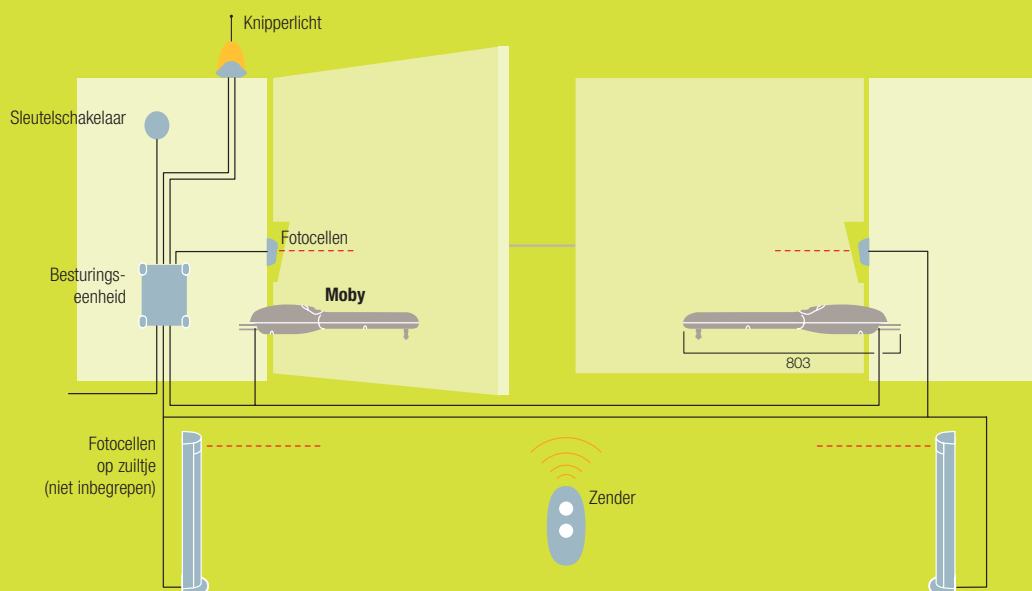 Knipperlicht
Sleutelschakelaar
Fotocellen
Besturings-
eenheid
Moby
803
Fotocellen
op zuiltje
(niet inbegrepen)
Zender